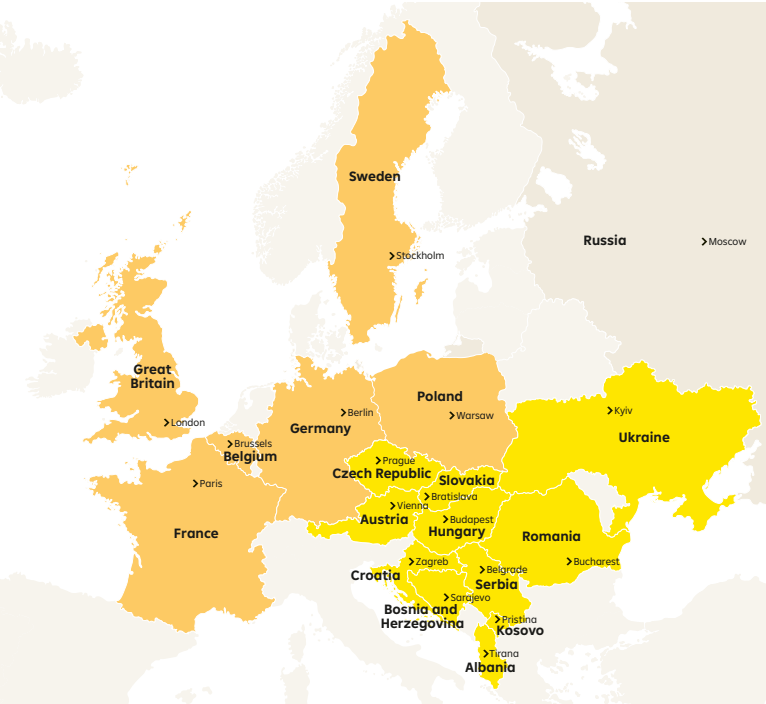 Sweden
Stockholm
Russia
Moscow
Great
Britain
London
Poland
Warsaw
Berlin
Germany
Kyiv
Ukraine
Brussels
Belgium
Prague
Czech Republic
Slovakia
Bratislava
Paris
Vienna
Austria
Budapest
Hungary
France
Romania
Bucharest
Zagreb
Croatia
Belgrade
Serbia
Sarajevo
Bosnia and
Herzegovina
Pristina
Kosovo
Tirana
Albania